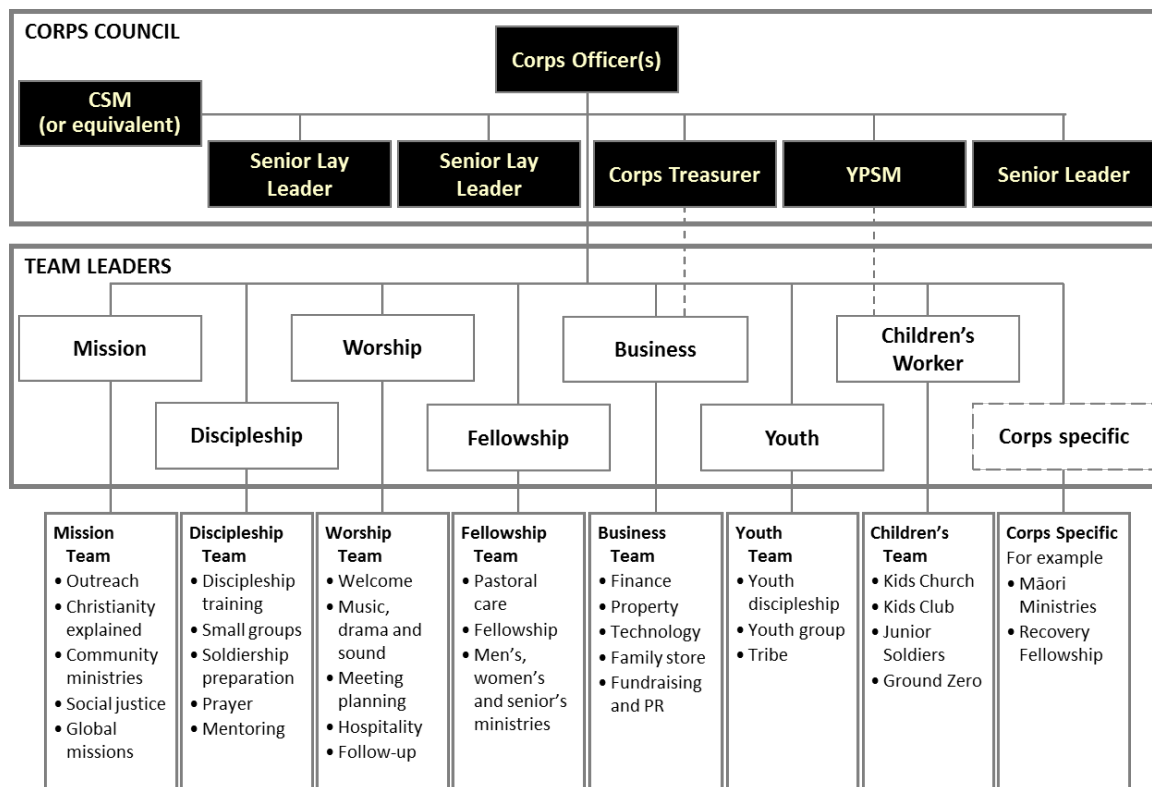 CORPS COUNCIL
Corps Officer(s)
CSM
(or equivalent)
Senior Lay
Leader
Senior Lay
Leader
Corps Treasurer
YPSM
Senior Leader
TEAM LEADERS
Mission
Worship
Business
Children’s
Worker
Discipleship
Fellowship
Youth
Corps specific
Mission
Team
• Outreach
• Christianity
explained
• Community
ministries
• Social justice
• Global
missions
Discipleship
Team
• Discipleship
training
• Small groups
• Soldiership
preparation
• Prayer
• Mentoring
Worship
Team
• Welcome
• Music,
drama and
sound
• Meeting
planning
• Hospitality
• Follow-up
Fellowship
Team
• Pastoral
care
• Fellowship
• Men’s,
women’s
and senior’s
ministries
Business
Team
• Finance
• Property
• Technology
• Family store
• Fundraising
and PR
Youth
Team
• Youth
discipleship
• Youth group
• Tribe
Children’s
Team
• Kids Church
• Kids Club
• Junior
Soldiers
• Ground Zero
Corps Specific
For example
• Māori
Ministries
• Recovery
Fellowship